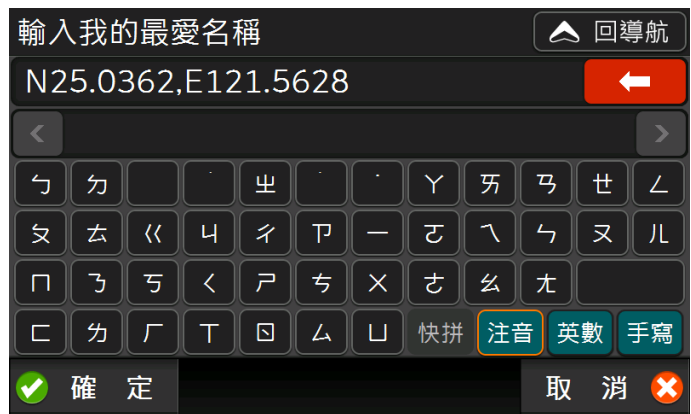 輸入我的最愛名稱 回導航
N25.0362,E121.5628
ㄅ ㄉ ˙ ㄓ ˙ ˙ ㄚ ㄞ ㄢ ㄝ ㄥ
ㄆ ㄊ ㄍ ㄐ ㄔ ㄗ ㄧ ㄛ ㄟ ㄣ ㄡ ㄦ
ㄇ ㄋ ㄎ ㄑ ㄕ ㄘ ㄨ ㄜ ㄠ ㄤ
ㄈ ㄌ ㄏ ㄒ ㄖ ㄙ ㄩ 快拼 注音 英數 手寫
確定 取消